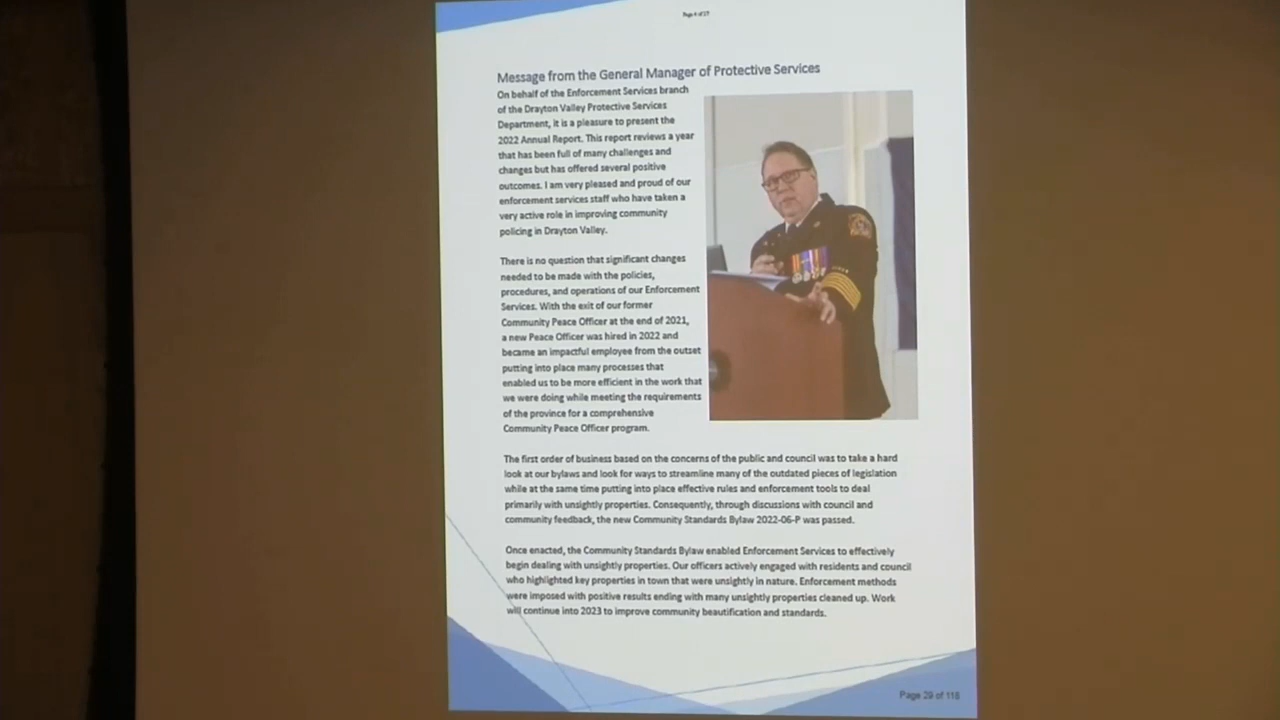 Page 4 of 27
Message from the General Manager of Protective Services
On behalf of the Enforcement Services branch
of the Drayton Valley Protective Services
Department, it is a pleasure to present the
2022 Annual Report. This report reviews a year
that has been full of many challenges and
changes but has offered several positive
outcomes. I am very pleased and proud of our
enforcement services staff who have taken a
very active role in improving community
policing in Drayton Valley.
There is no question that significant changes
needed to be made with the policies,
procedures, and operations of our Enforcement
Services. With the exit of our former
Community Peace Officer at the end of 2021,
a new Peace Officer was hired in 2022 and
became an impactful employee from the outset
putting into place many processes that
enabled us to be more efficient in the work that
we were doing while meeting the requirements
of the province for a comprehensive
Community Peace Officer program.
The first order of business based on the concerns of the public and council was to take a hard
look at our bylaws and look for ways to streamline many of the outdated pieces of legislation
while at the same time putting into place effective rules and enforcement tools to deal
primarily with unsightly properties. Consequently, through discussions with council and
community feedback, the new Community Standards Bylaw 2022-06-P was passed.
Once enacted, the Community Standards Bylaw enabled Enforcement Services to effectively
begin dealing with unsightly properties. Our officers actively engaged with residents and council
who highlighted key properties in town that were unsightly in nature. Enforcement methods
were imposed with positive results ending with many unsightly properties cleaned up. Work
will continue into 2023 to improve community beautification and standards.
Page 29 of 118